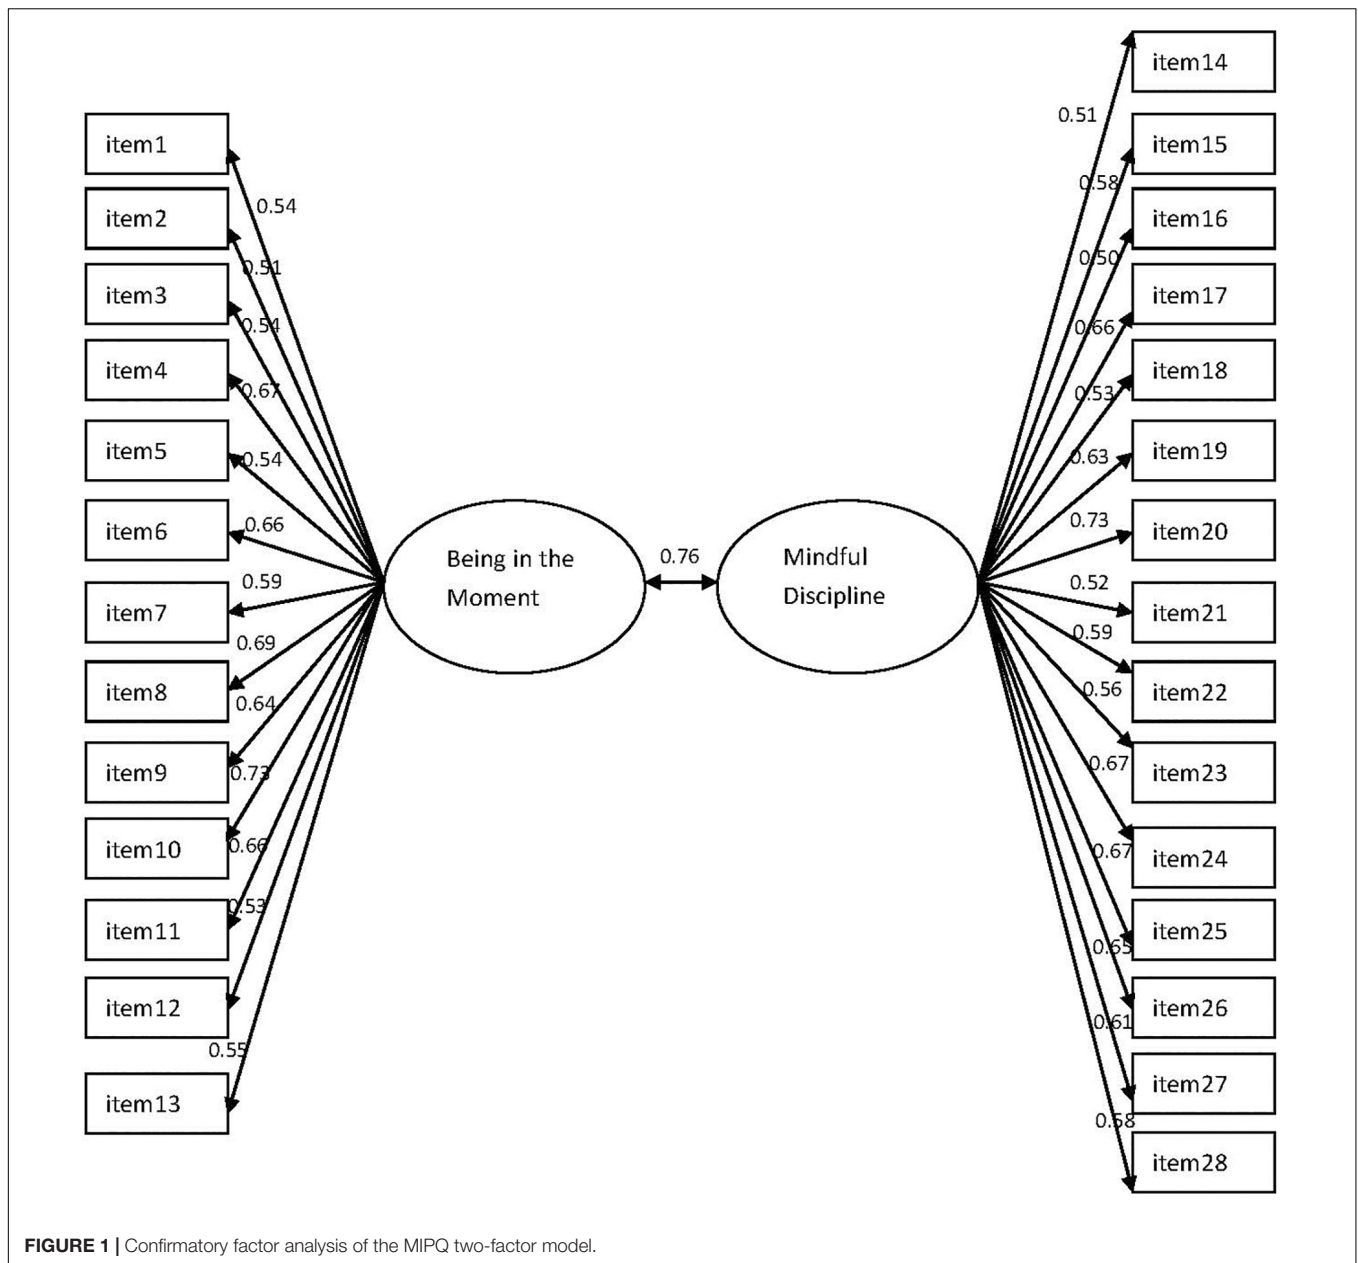 item1
item2
item3
item4
item5
item6
item7
item8
item9
item10
item11
item12
item13
0.54
0.51
0.54
0.67
0.54
0.66
0.59
0.69
0.64
0.73
0.66
0.53
0.55
Being in the
Moment
0.76
Mindful
Discipline
0.51
0.58
0.50
0.66
0.53
0.63
0.73
0.52
0.59
0.56
0.67
0.67
0.65
0.61
0.58
item14
item15
item16
item17
item18
item19
item20
item21
item22
item23
item24
item25
item26
item27
item28
FIGURE 1 | Confirmatory factor analysis of the MIPQ two-factor model.